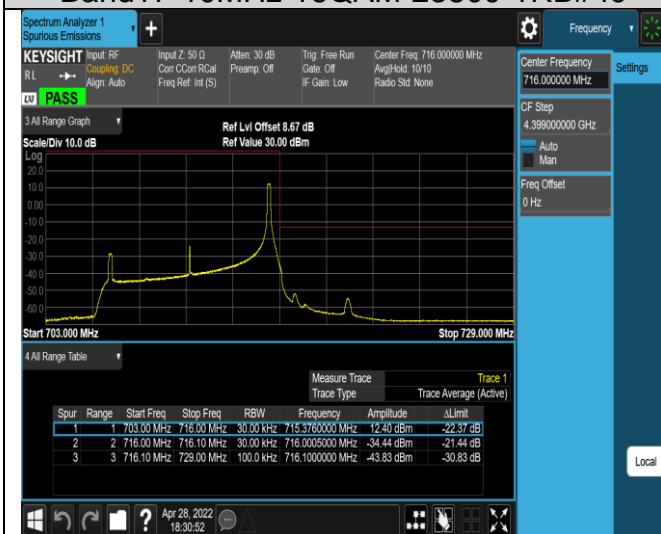 Spectrum Analyzer 1
Spurious Emissions
+
Frequency
KEYSIGHT
RL
LXI PASS
Input: RF
Coupling: DC
Align: Auto
Input Z: 50 Ω
Corr CCorr RCal
Freq Ref: Int (S)
Atten: 30 dB
Preamp: Off
Trig: Free Run
Gate: Off
IF Gain: Low
Center Freq: 716.000000 MHz
Avg|Hold: 10/10
Radio Std: None
Center Frequency
716.000000 MHz
Settings
CF Step
4.399000000 GHz
Auto
Man
Freq Offset
0 Hz
3 All Range Graph
Scale/Div 10.0 dB
Ref Lvl Offset 8.67 dB
Ref Value 30.00 dBm
Log
20.0
10.0
0.00
-10.0
-20.0
-30.0
-40.0
-50.0
-60.0
Start 703.000 MHz
Stop 729.000 MHz
4 All Range Table
Measure Trace Trace 1
Trace Type Trace Average (Active)
Spur Range Start Freq Stop Freq RBW Frequency Amplitude ΔLimit
1 1 703.00 MHz 716.00 MHz 30.00 kHz 715.3760000 MHz 12.40 dBm -22.37 dB
2 2 716.00 MHz 716.10 MHz 30.00 kHz 716.0005000 MHz -34.44 dBm -21.44 dB
3 3 716.10 MHz 729.00 MHz 100.0 kHz 716.1000000 MHz -43.83 dBm -30.83 dB
Local
?
Apr 28, 2022
18:30:52